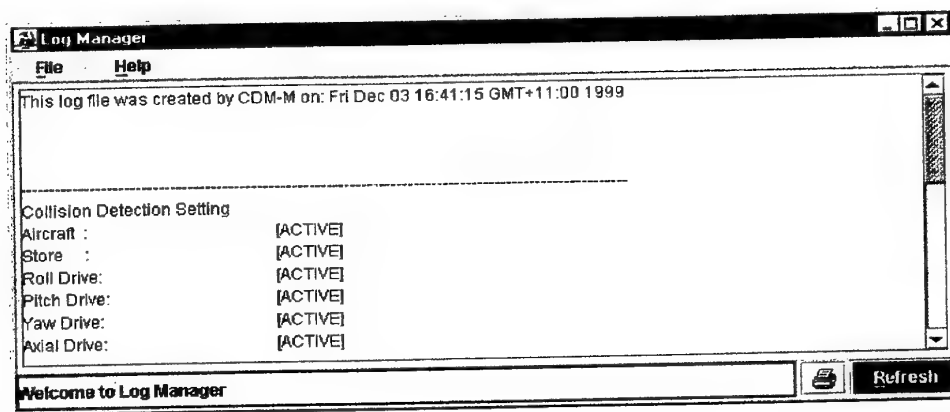 Log Manager
File Help
This log file was created by CDM-M on: Fri Dec 03 16:41:15 GMT+11:00 1999
--------------------------------------------------------------------------------
Collision Detection Setting
Aircraft : [ACTIVE]
Store : [ACTIVE]
Roll Drive: [ACTIVE]
Pitch Drive: [ACTIVE]
Yaw Drive: [ACTIVE]
Axial Drive: [ACTIVE]
Welcome to Log Manager Refresh